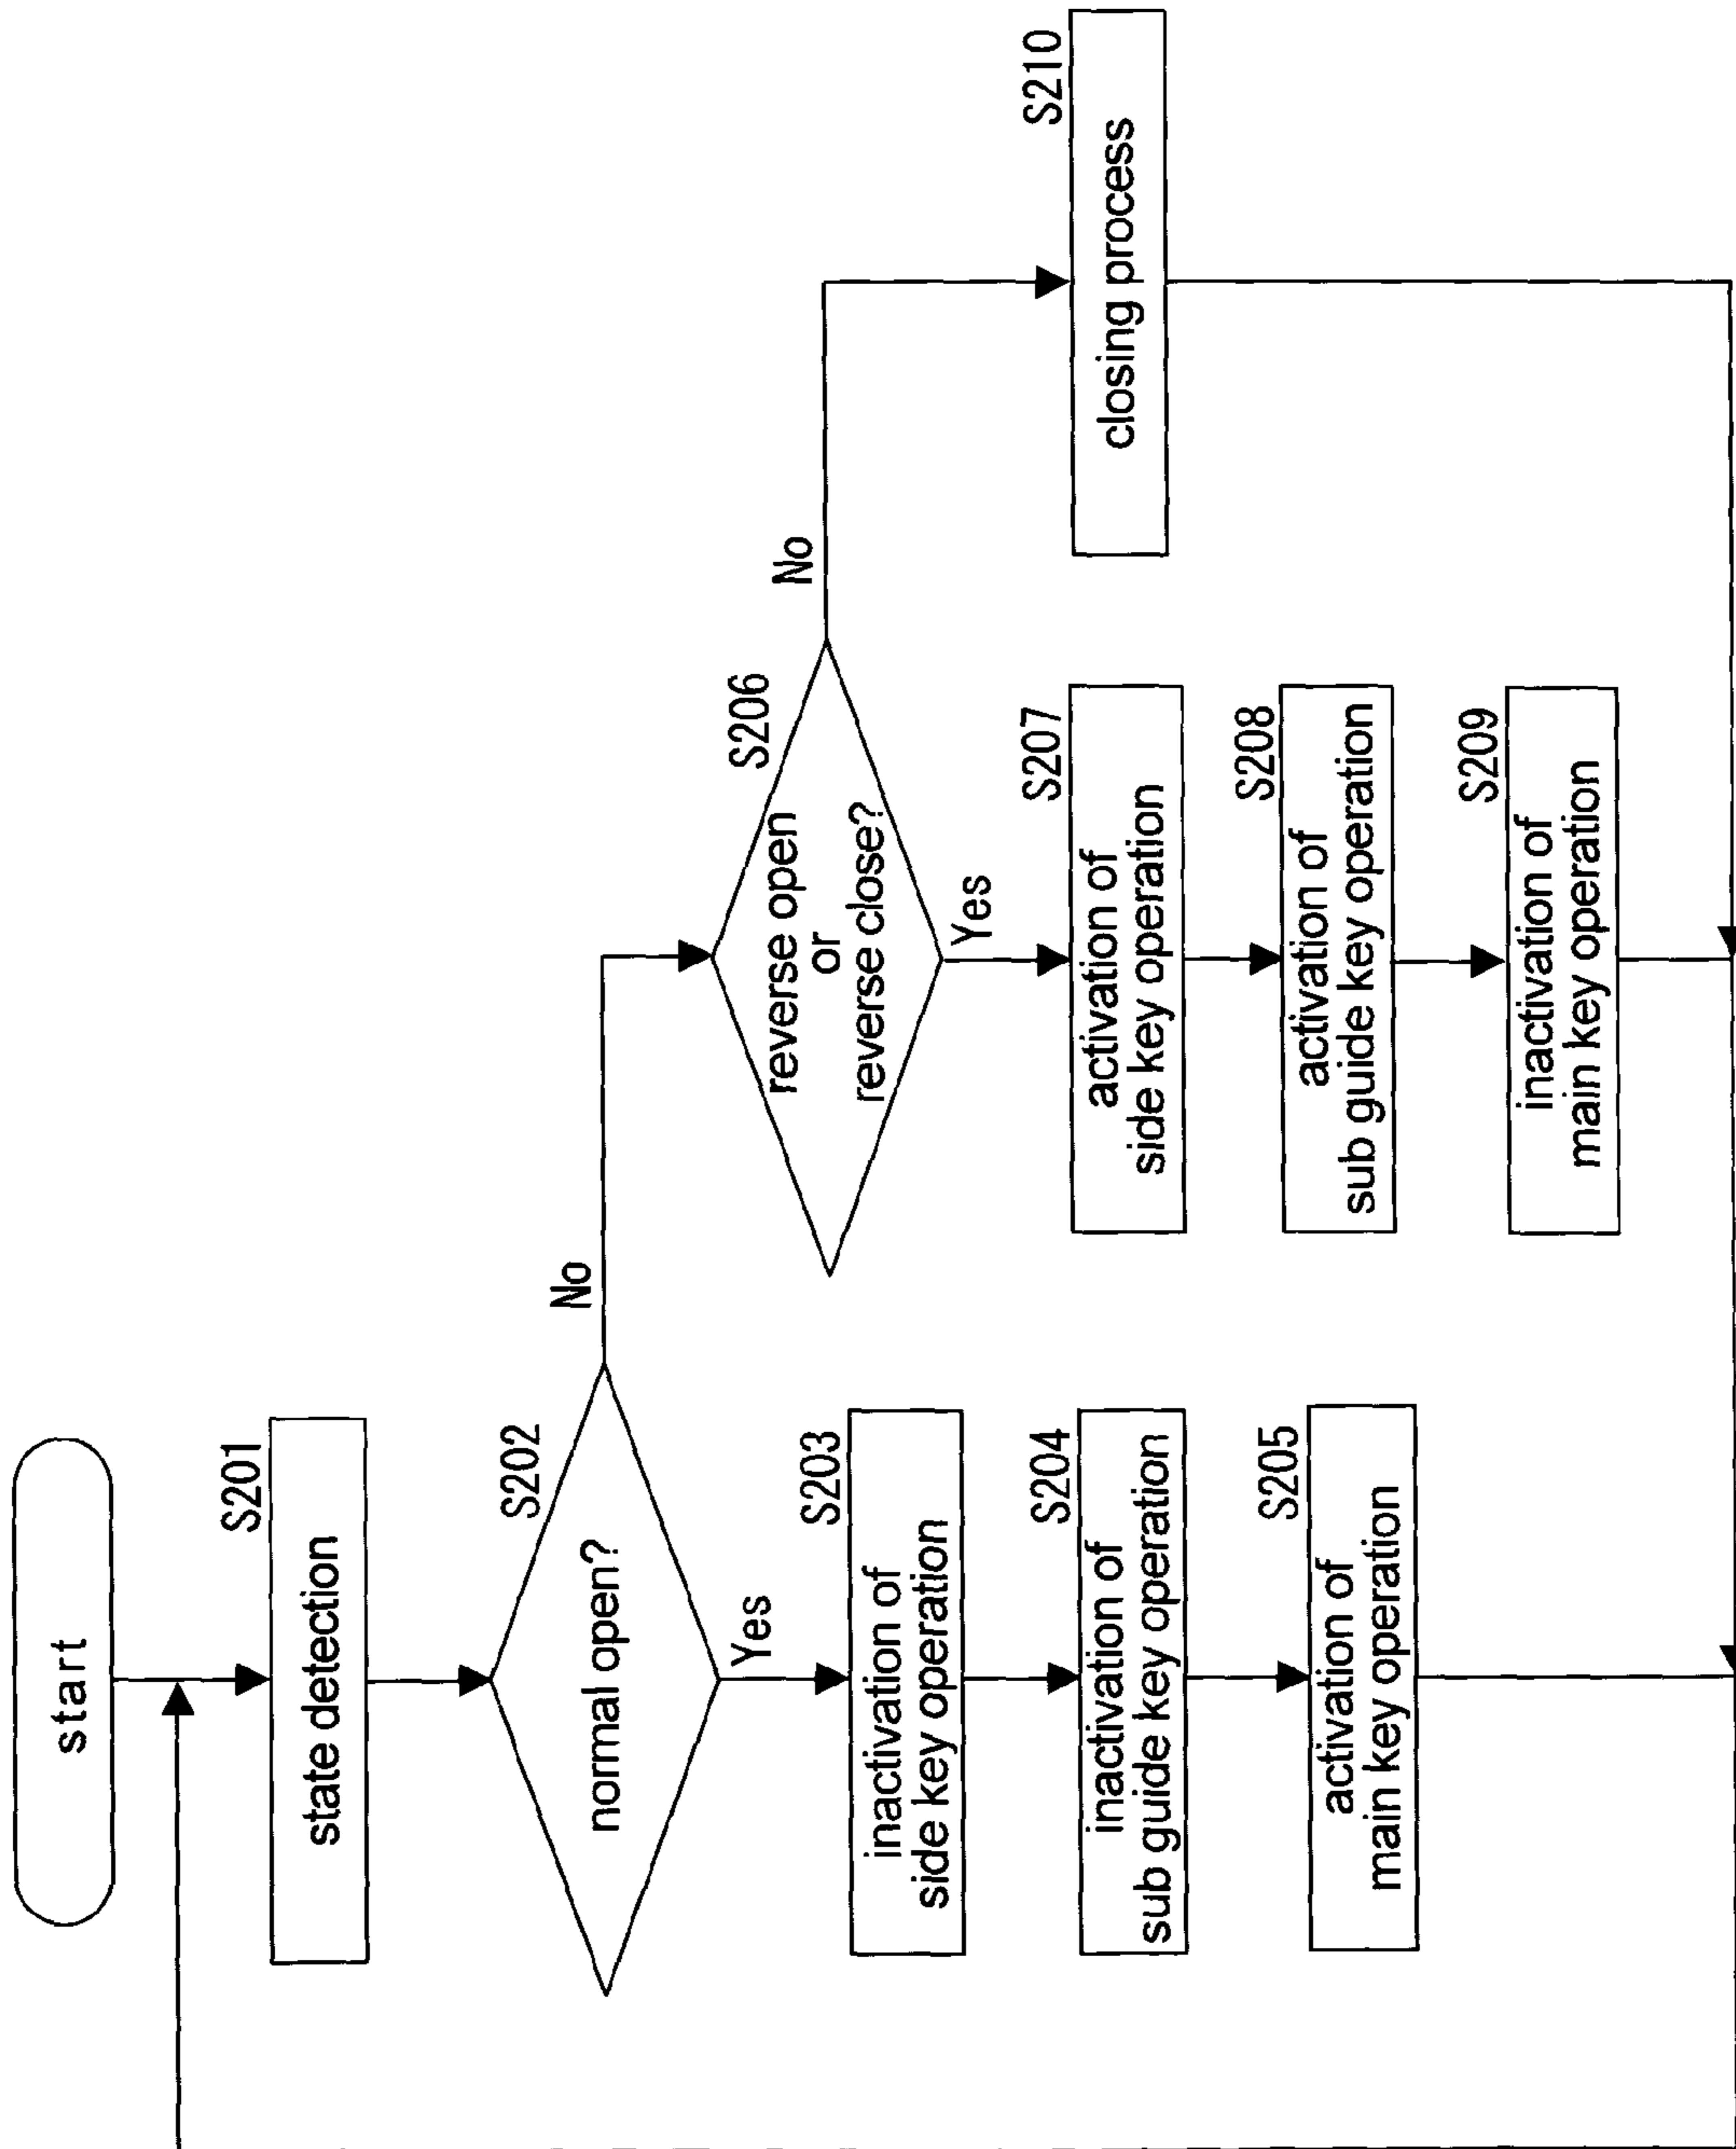 start
S201
state detection
S202
normal open?
No
Yes
S203
inactivation of
side key operation
S204
inactivation of
sub guide key operation
S205
activation of
main key operation
S206
reverse open
or
reverse close?
No
Yes
S207
activation of
side key operation
S208
activation of
sub guide key operation
S209
inactivation of
main key operation
S210
closing process